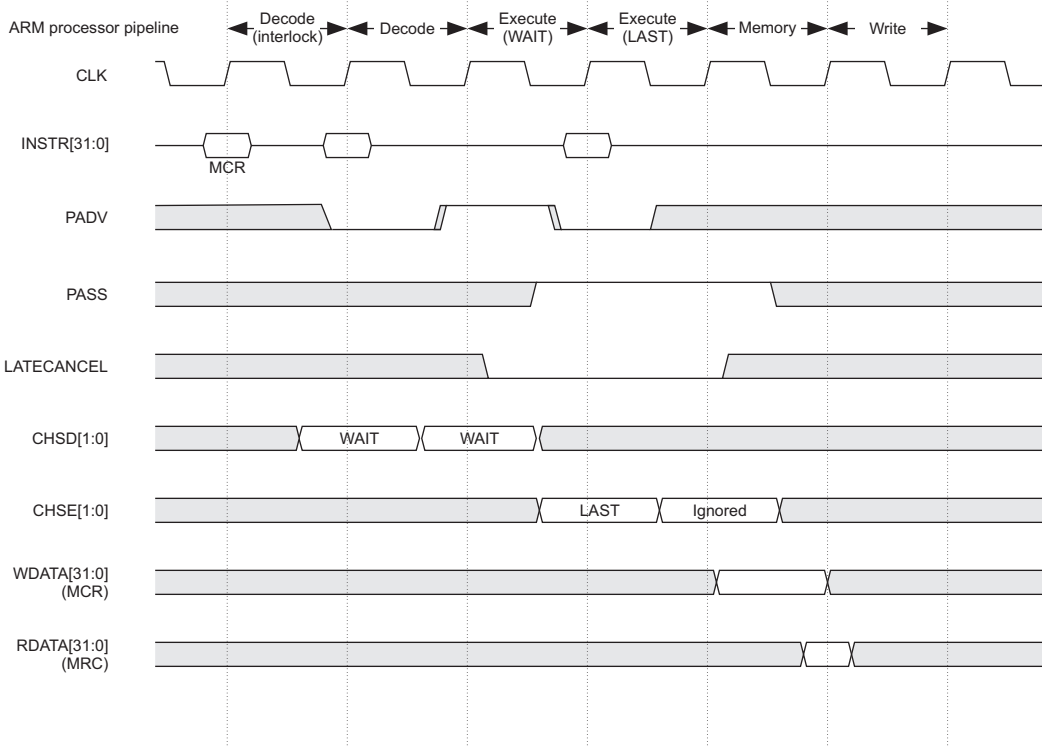 ARM processor pipeline
Decode
(interlock)
Decode
Execute
(WAIT)
Execute
(LAST)
Memory
Write
CLK
INSTR[31:0]
MCR
PADV
PASS
LATECANCEL
CHSD[1:0]
WAIT
WAIT
CHSE[1:0]
LAST
Ignored
WDATA[31:0]
(MCR)
RDATA[31:0]
(MRC)